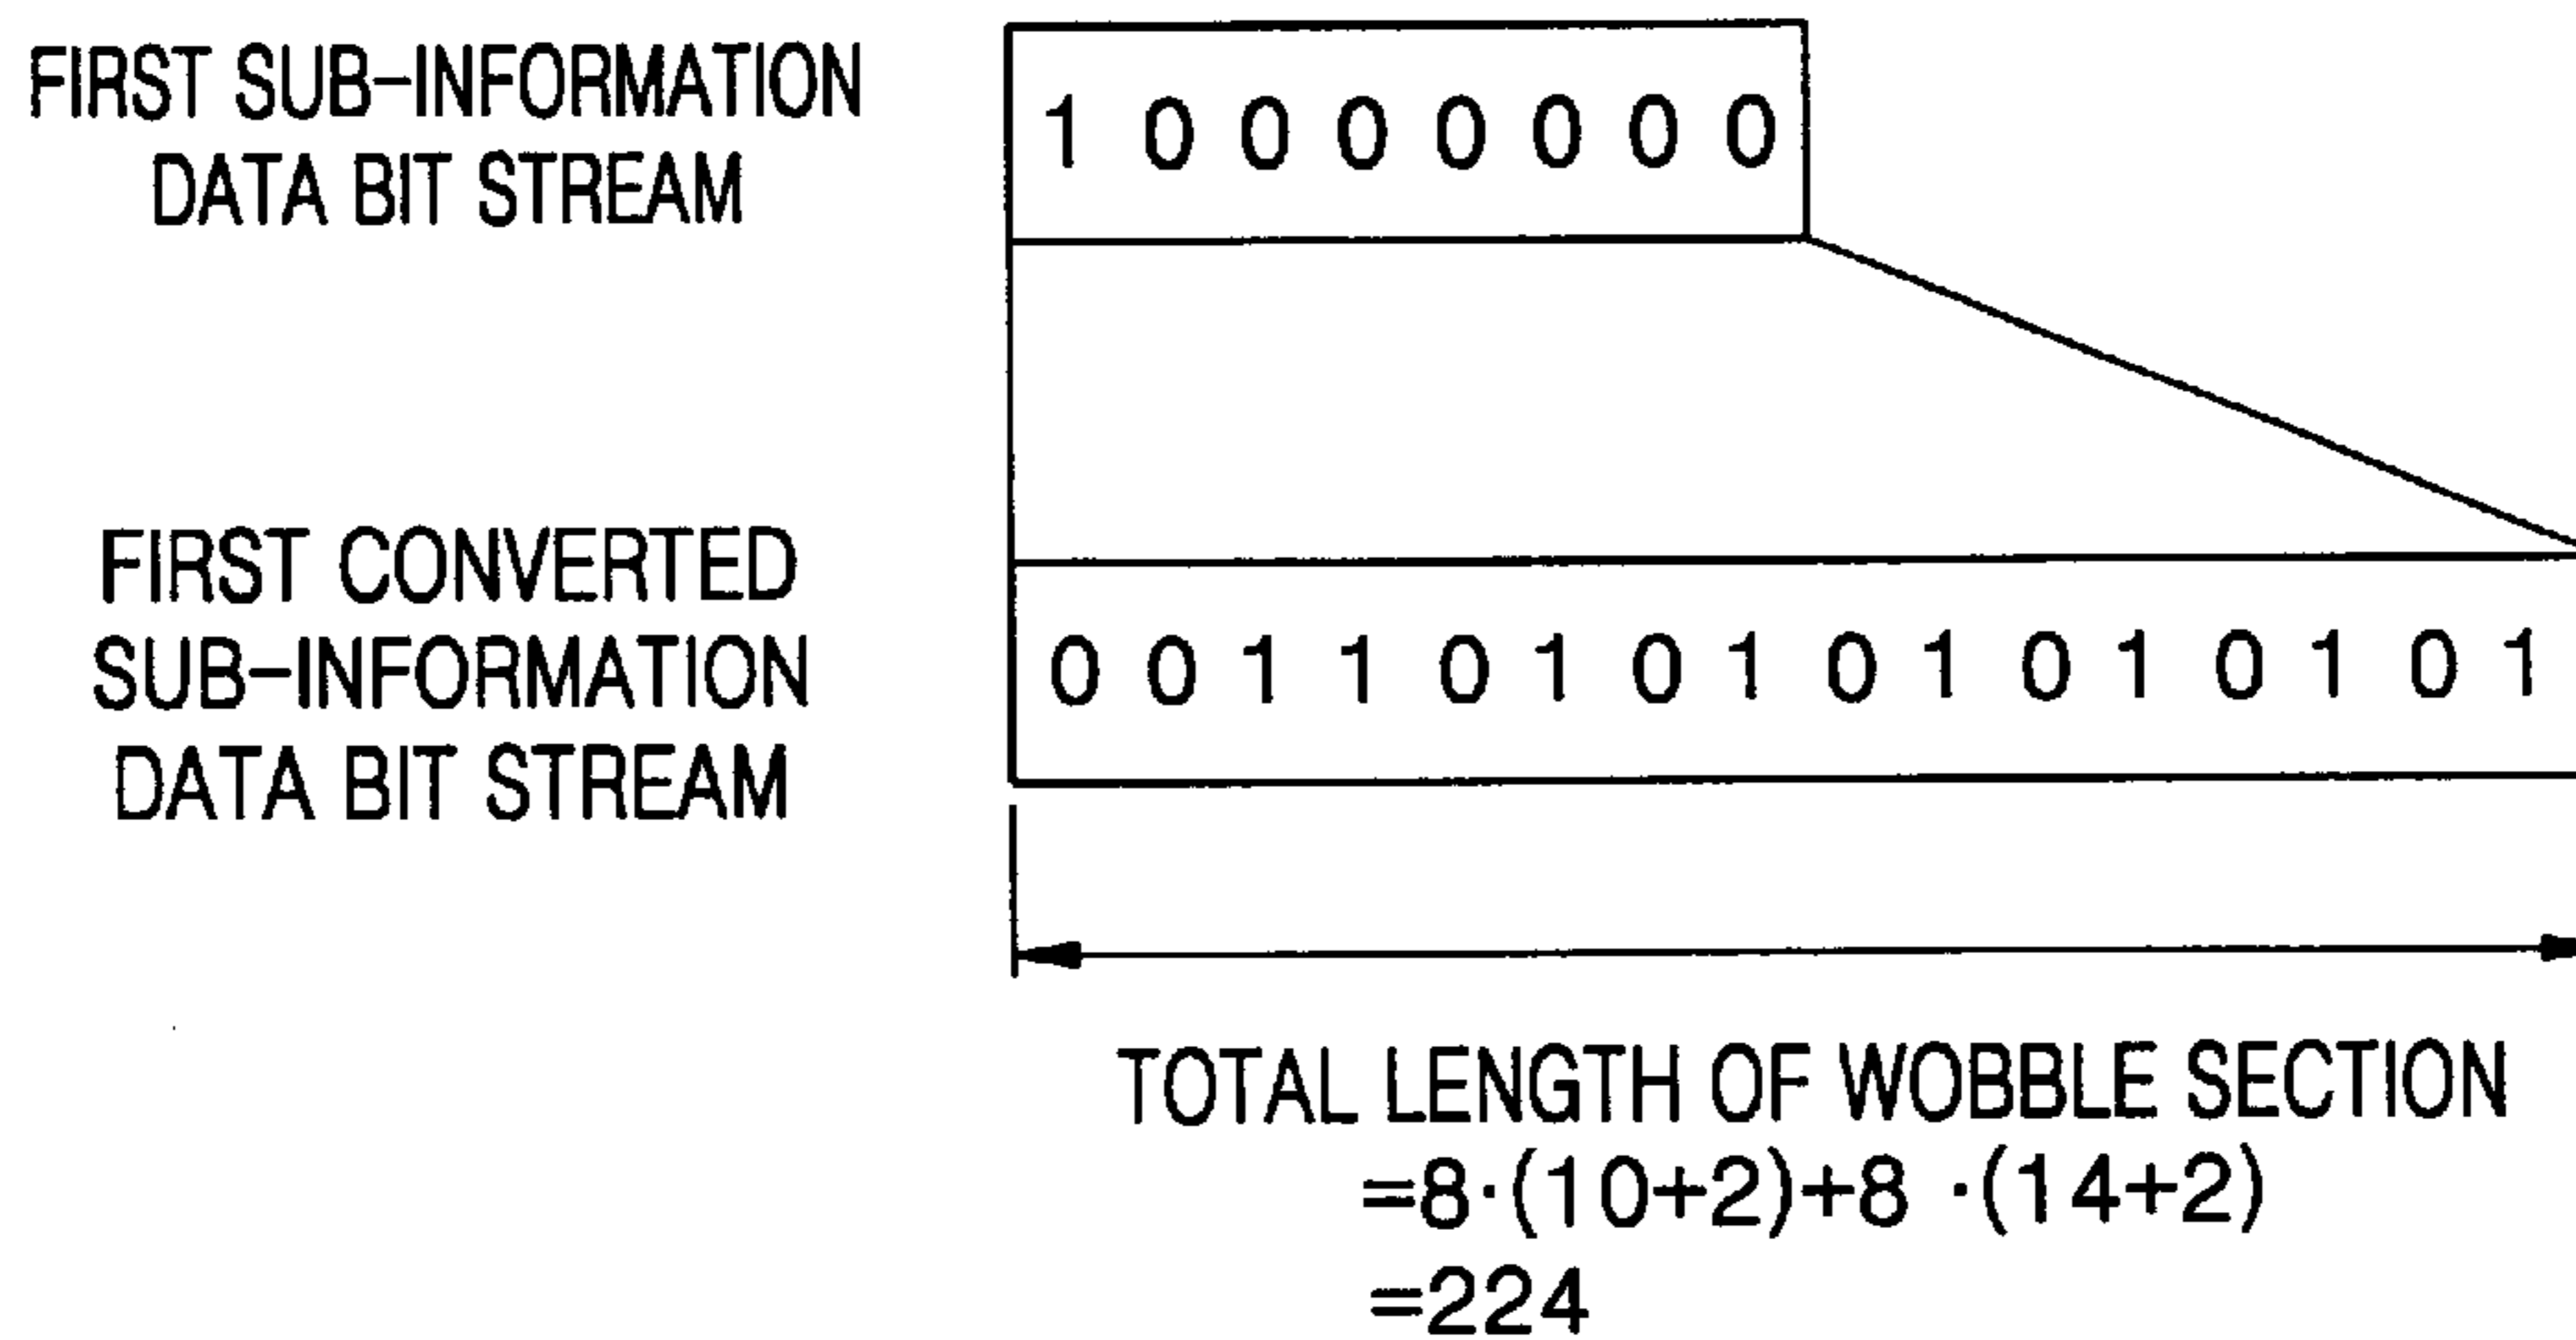 FIRST SUB-INFORMATION
DATA BIT STREAM
1 0 0 0 0 0 0 0
FIRST CONVERTED
SUB-INFORMATION
DATA BIT STREAM
0 0 1 1 0 1 0 1 0 1 0 1 0 1 0 1
TOTAL LENGTH OF WOBBLE SECTION
=8·(10+2)+8 ·(14+2)
=224